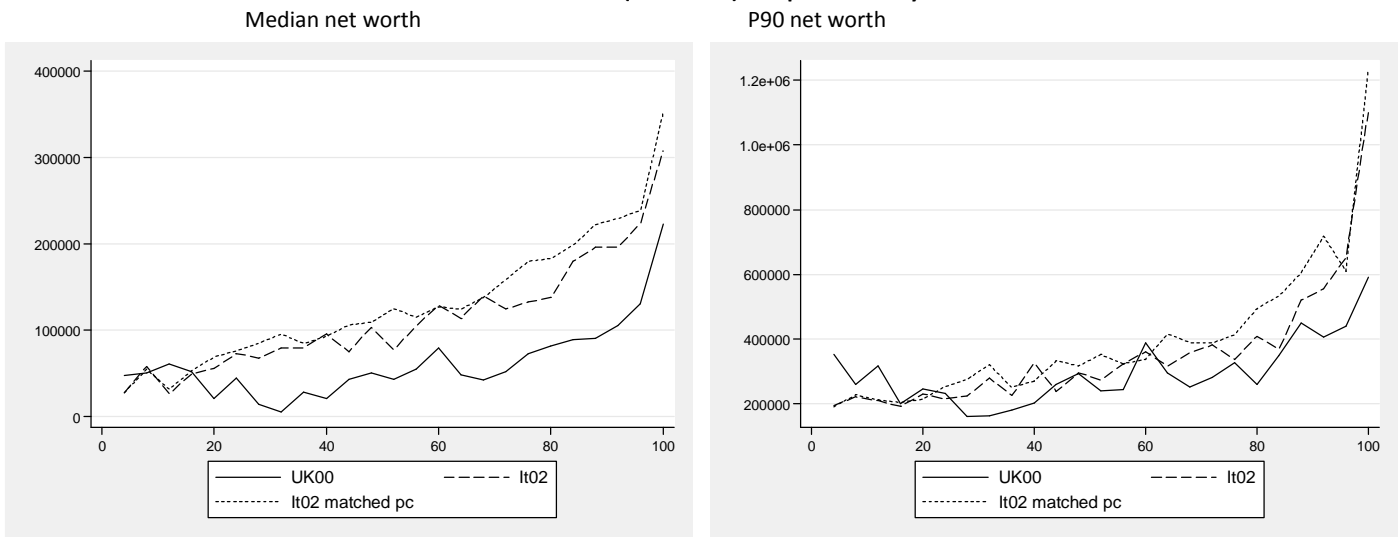 Median net worth
P90 net worth
400000
300000
200000
100000
0
0 20 40 60 80 100
UK00
It02
It02 matched pc
1.2e+06
1.0e+06
800000
600000
400000
200000
0 20 40 60 80 100
UK00
It02
It02 matched pc